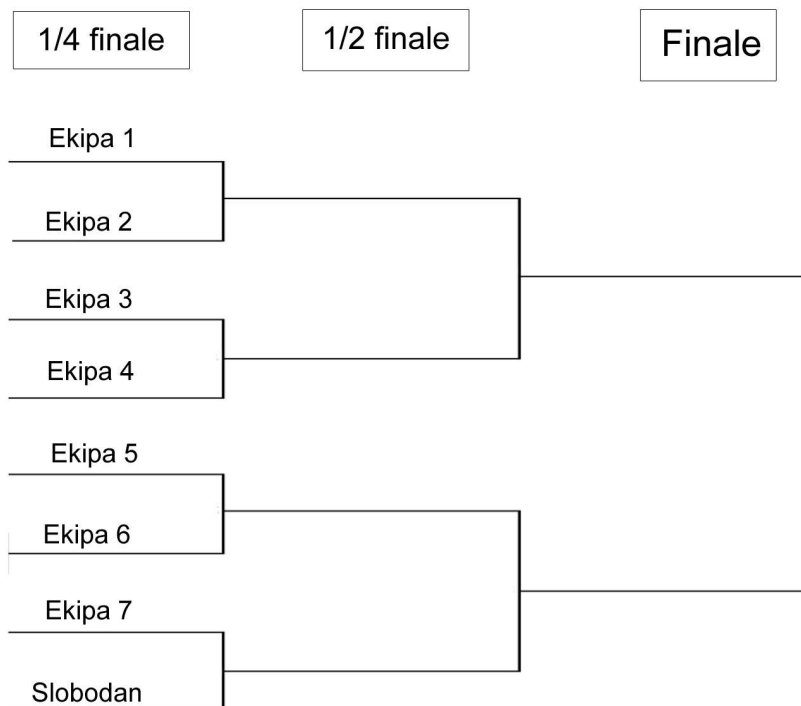 1/4 finale
1/2 finale
Finale
Ekipa 1
Ekipa 2
Ekipa 3
Ekipa 4
Ekipa 5
Ekipa 6
Ekipa 7
Slobodan